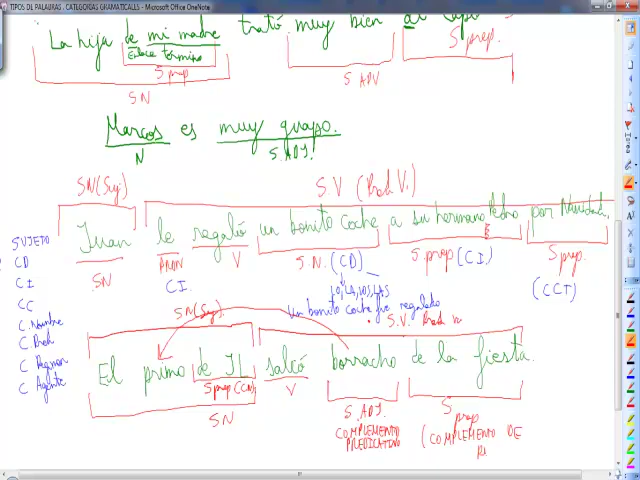 TIPOS DE PALABRAS, CATEGORÍAS GRAMATICALES - Microsoft Office OneNote
La hija de mi madre trató muy bien al
Enlace término
S prep.
S prep
S ADV
SN
Marcos es muy guapo.
N
S.ADJ.
SN(Suj)
S.V (Pred V.)
Juan le regaló un bonito coche a su hermano Pedro por Navidad.
SN
PRON
V
S.N. (CD)
S.prep (CI)
S prep.
CI.
LO, LA, LOS, LAS
(CCT)
SUJETO
CD
CI
CC
C. Nombre
C Pred
C Regimen
C Agente
Un bonito coche fue regalado
SN(Suj).
S.V. Pred
El primo de JL salió borracho de la fiesta.
S prep (CN)
V
SN
S.ADJ.
COMPLEMENTO
PREDICATIVO
S prep
(COMPLEMENTO DE